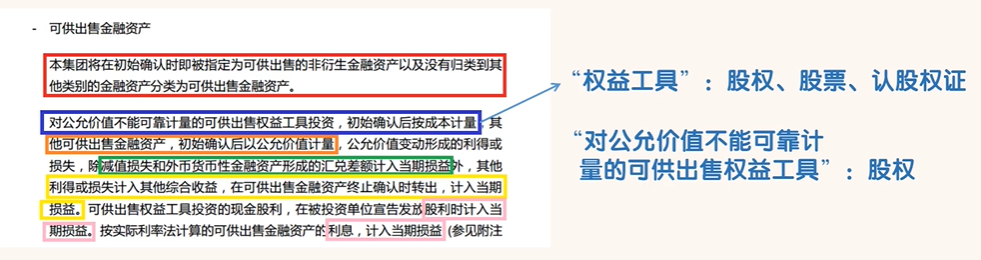 - 可供出售金融资产
本集团将在初始确认时即被指定为可供出售的非衍生金融资产以及没有归类到其
他类别的金融资产分类为可供出售金融资产。
对公允价值不能可靠计量的可供出售权益工具投资，初始确认后按成本计量；其
他可供出售金融资产，初始确认后以公允价值计量，公允价值变动形成的利得或
损失，除减值损失和外币货币性金融资产形成的汇兑差额计入当期损益外，其他
利得或损失计入其他综合收益，在可供出售金融资产终止确认时转出，计入当期
损益。可供出售权益工具投资的现金股利，在被投资单位宣告发放股利时计入当
期损益。按实际利率法计算的可供出售金融资产的利息，计入当期损益 (参见附注
“权益工具”：股权、股票、认股权证
“对公允价值不能可靠计
量的可供出售权益工具”：股权